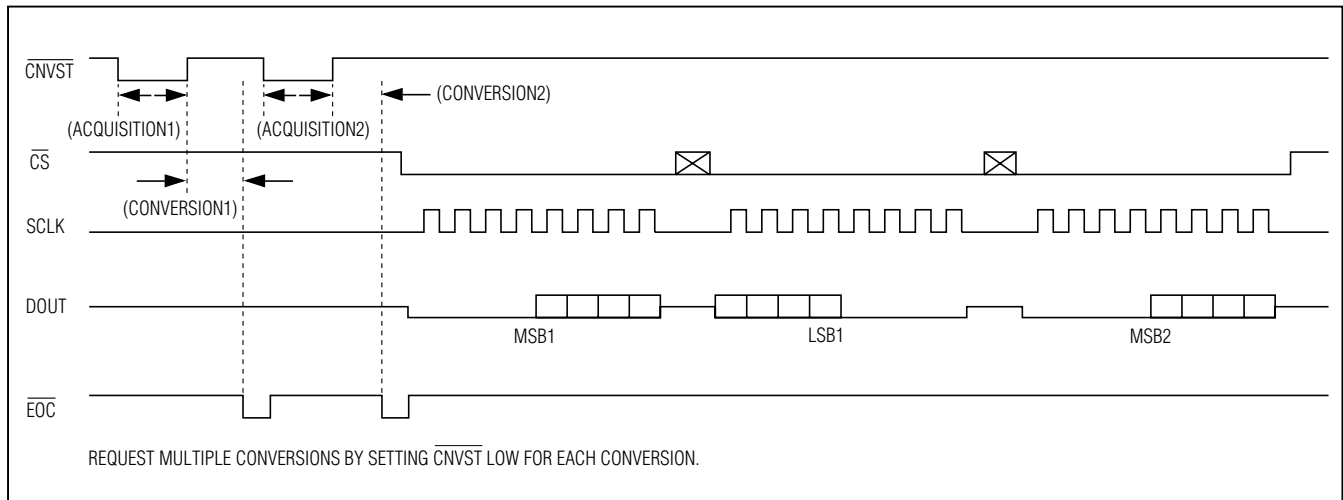 CNVST
(CONVERSION2)
(ACQUISITION1)
(ACQUISITION2)
CS
(CONVERSION1)
SCLK
DOUT
MSB1
LSB1
MSB2
EOC
REQUEST MULTIPLE CONVERSIONS BY SETTING CNVST LOW FOR EACH CONVERSION.